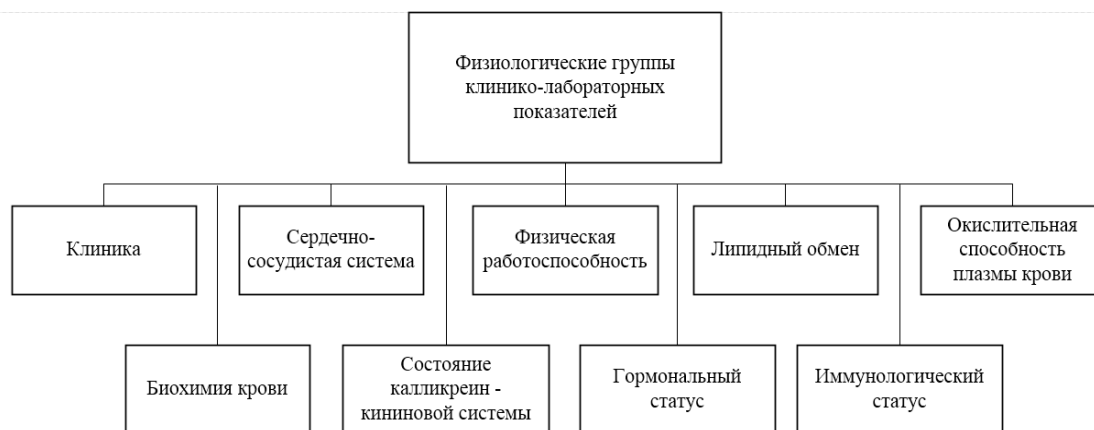 Физиологические группы
клинико-лабораторных
показателей
Клиника
Сердечно-
сосудистая система
Физическая
работоспособность
Липидный обмен
Окислительная
способность
плазмы крови
Биохимия крови
Состояние
калликреин -
кининовой системы
Гормональный
статус
Иммунологический
статус